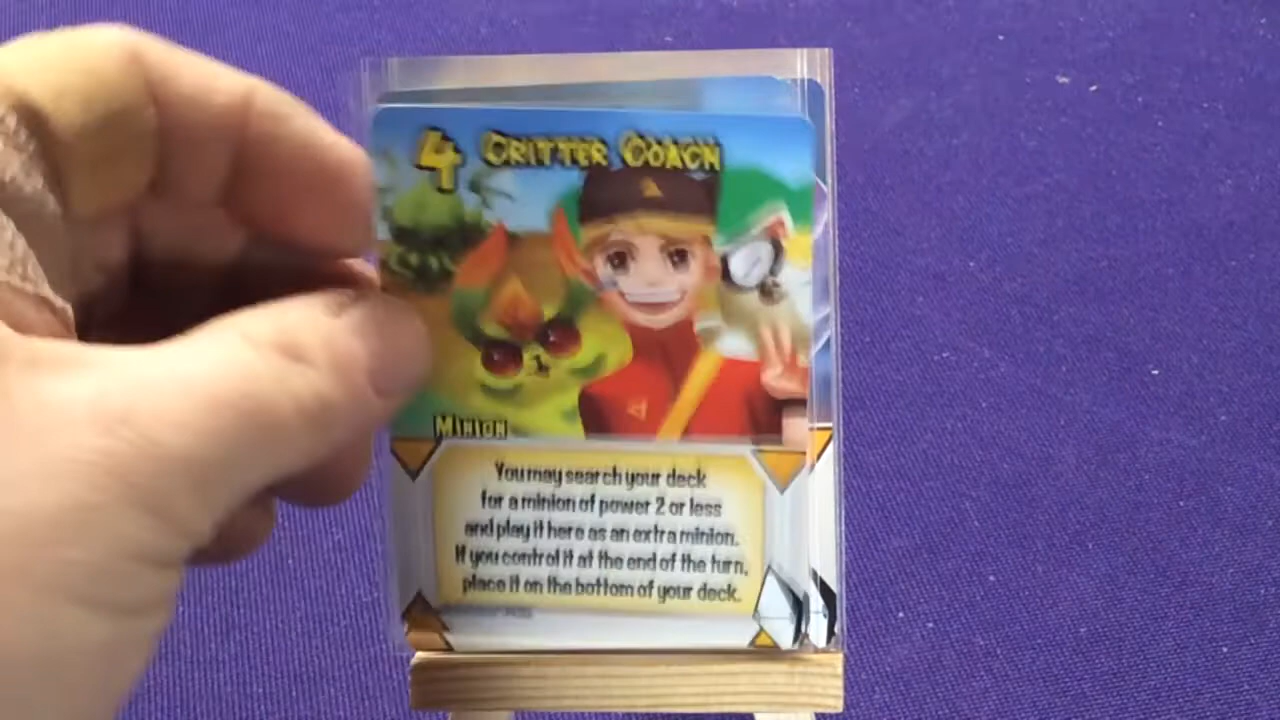 4 CRITTER COACH
MINION
You may search your deck
for a minion of power 2 or less
and play it here as an extra minion.
If you control it at the end of the turn,
place it on the bottom of your deck.